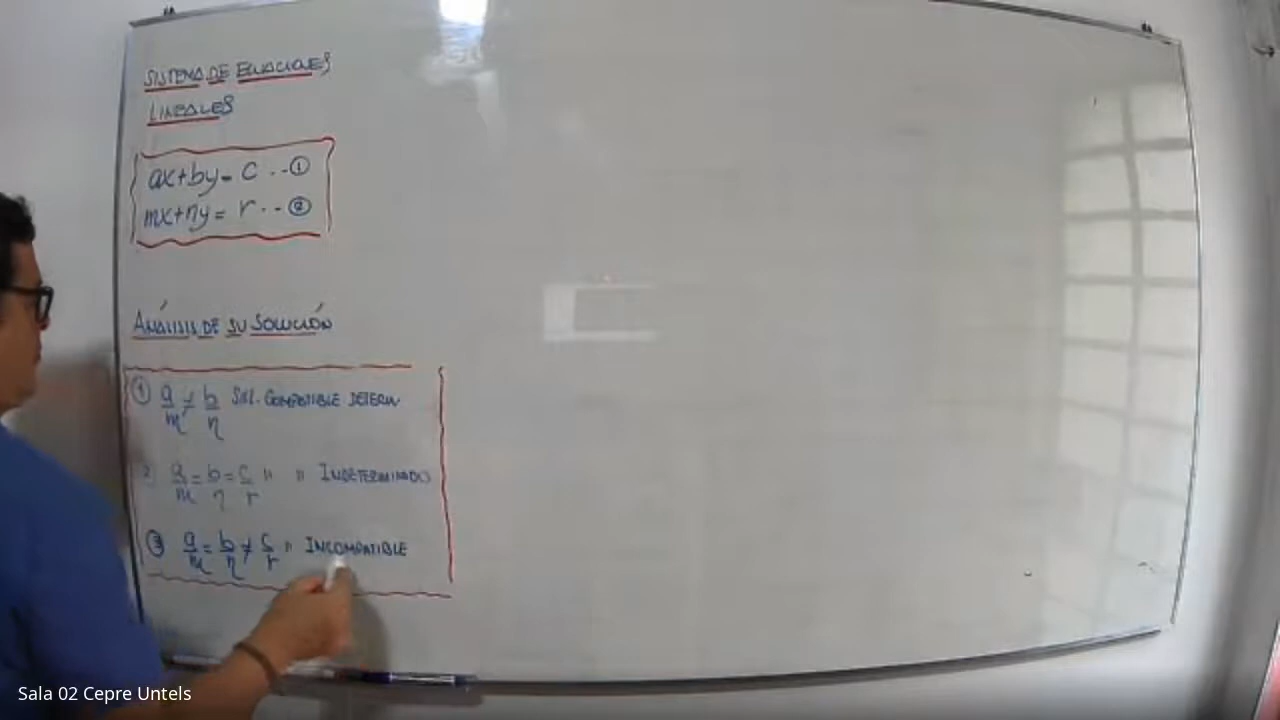 SISTEMA DE ECUACIONES
LINEALES
ax+by= c ..①
mx+ny= r ..②
ANÁLISIS DE SU SOLUCIÓN
① a/m ≠ b/n SIST. COMPATIBLE DETERM.
2 a/m = b/n = c/r " " INDETERMINADO
③ a/m = b/n ≠ c/r " INCOMPATIBLE
Sala 02 Cepre Untels